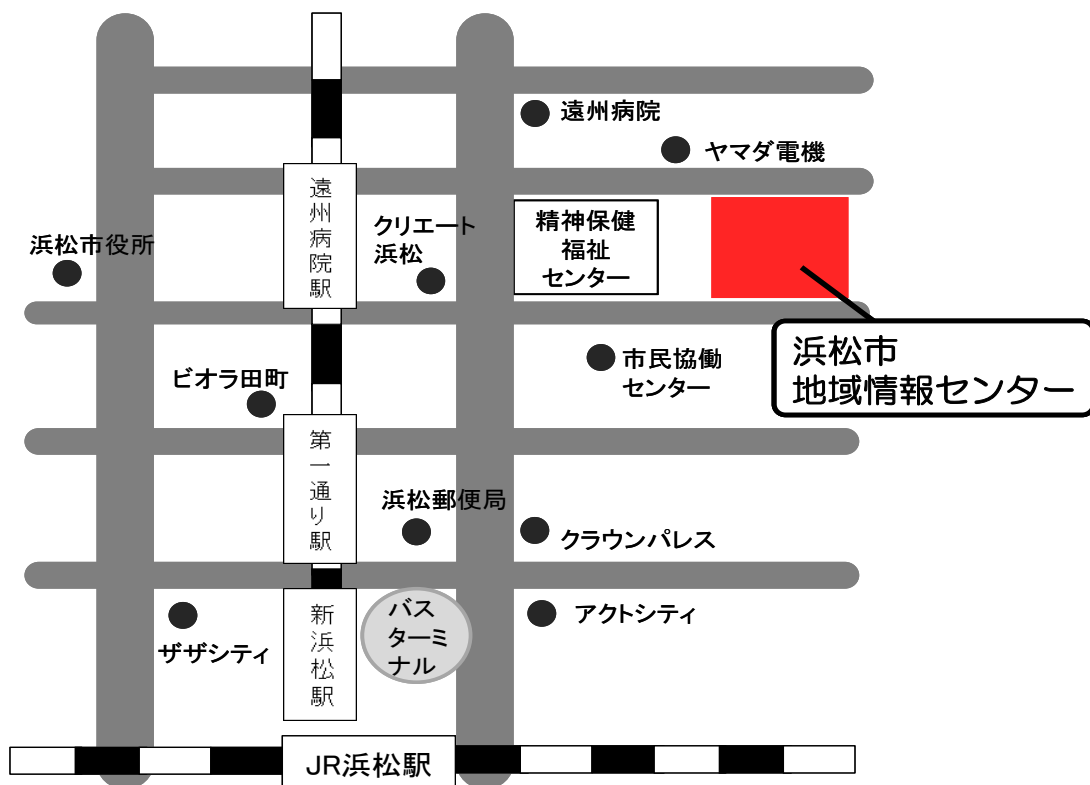 遠州病院
ヤマダ電機
遠州病院駅
クリエート
浜松
精神保健
福祉
センター
浜松市役所
浜松市
地域情報センター
市民協働
センター
ビオラ田町
第一通り駅
浜松郵便局
クラウンパレス
バス
ターミ
ナル
アクトシティ
新浜松駅
ザザシティ
JR浜松駅